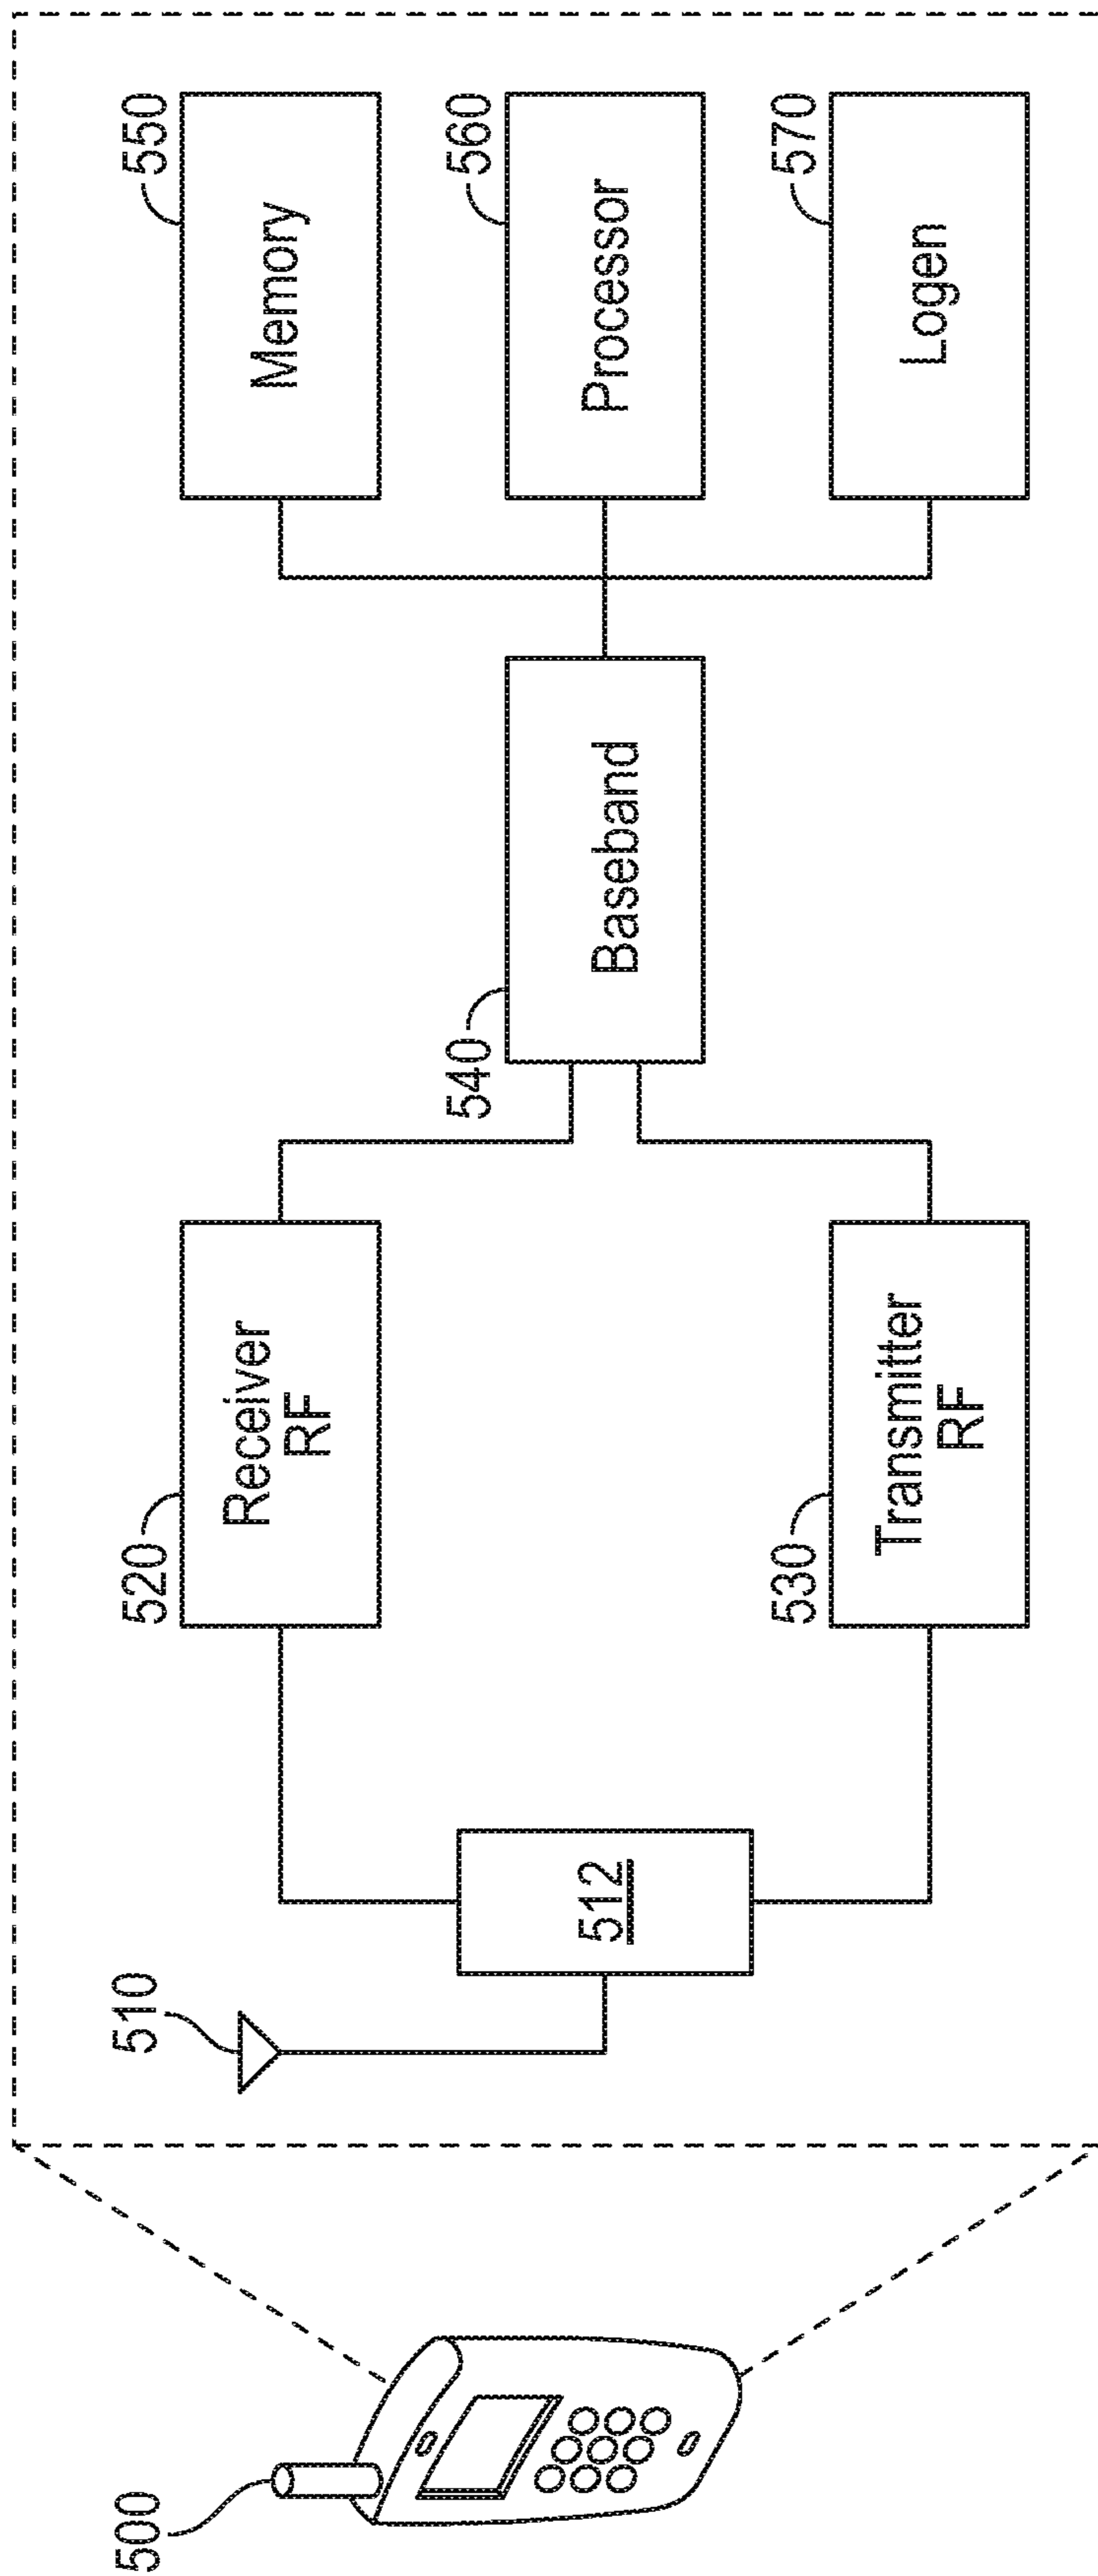 500
510
512
520
Receiver
RF
530
Transmitter
RF
540
Baseband
550
Memory
560
Processor
570
Logen